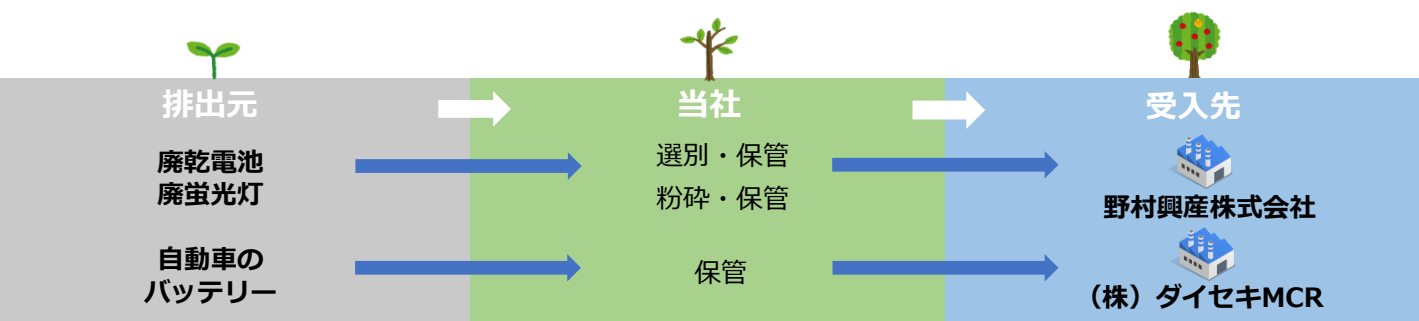 排出元
当社
受入先
廃乾電池
廃蛍光灯
選別・保管
粉砕・保管
野村興産株式会社
自動車の
バッテリー
保管
（株）ダイセキMCR